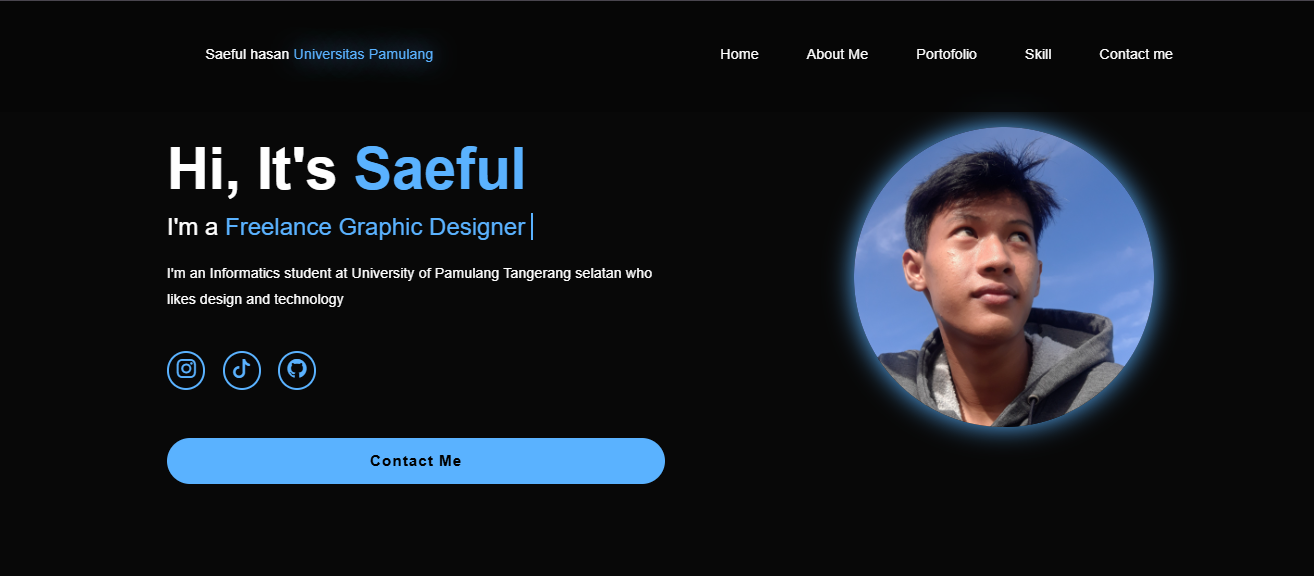 Saeful hasan Universitas Pamulang
Home
About Me
Portofolio
Skill
Contact me
Hi, It's Saeful
I'm a Freelance Graphic Designer
I'm an Informatics student at University of Pamulang Tangerang selatan who
likes design and technology
Contact Me